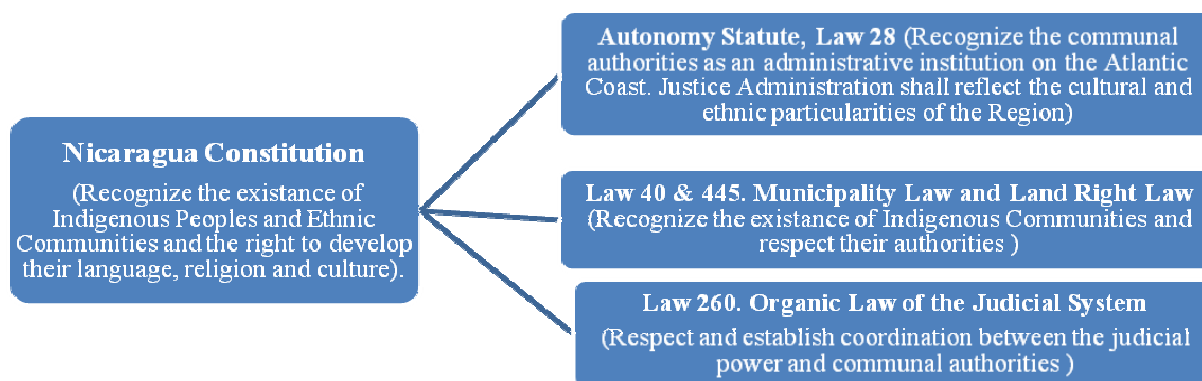 Nicaragua Constitution
(Recognize the existance of
Indigenous Peoples and Ethnic
Communities and the right to develop
their language, religion and culture).
Autonomy Statute, Law 28 (Recognize the communal
authorities as an administrative institution on the Atlantic
Coast. Justice Administration shall reflect the cultural and
ethnic particularities of the Region)
Law 40 & 445. Municipality Law and Land Right Law
(Recognize the existance of Indigenous Communities and
respect their authorities )
Law 260. Organic Law of the Judicial System
(Respect and establish coordination between the judicial
power and communal authorities )